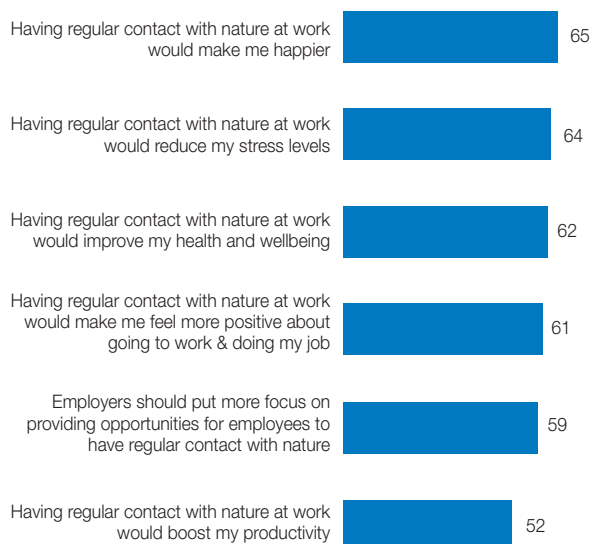 Having regular contact with nature at work
would make me happier
65
Having regular contact with nature at work
would reduce my stress levels
64
Having regular contact with nature at work
would improve my health and wellbeing
62
Having regular contact with nature at work
would make me feel more positive about
going to work & doing my job
61
Employers should put more focus on
providing opportunities for employees to
have regular contact with nature
59
Having regular contact with nature at work
would boost my productivity
52